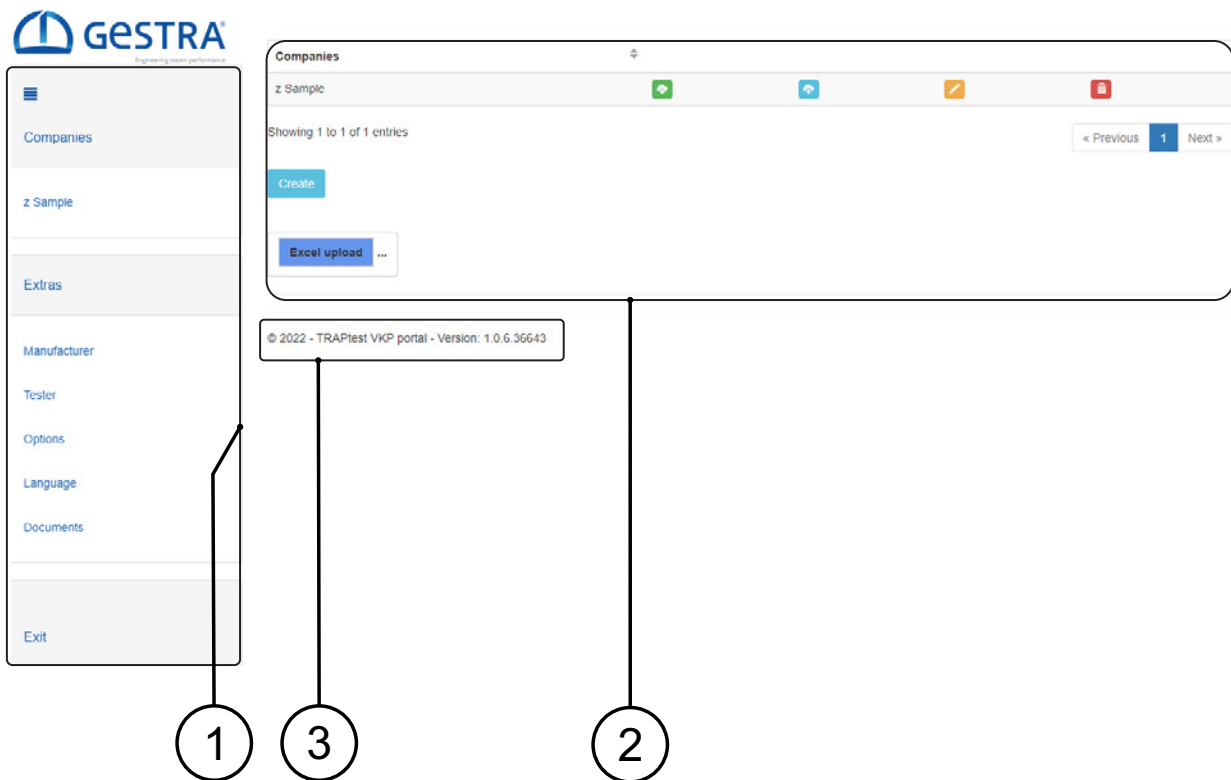 GESTRA
Engineering steam performance
Companies
z Sample
Extras
Manufacturer
Tester
Options
Language
Documents
Exit
Companies
z Sample
Showing 1 to 1 of 1 entries
« Previous 1 Next »
Create
Excel upload ...
© 2022 - TRAPtest VKP portal - Version: 1.0.6.36643
1
3
2